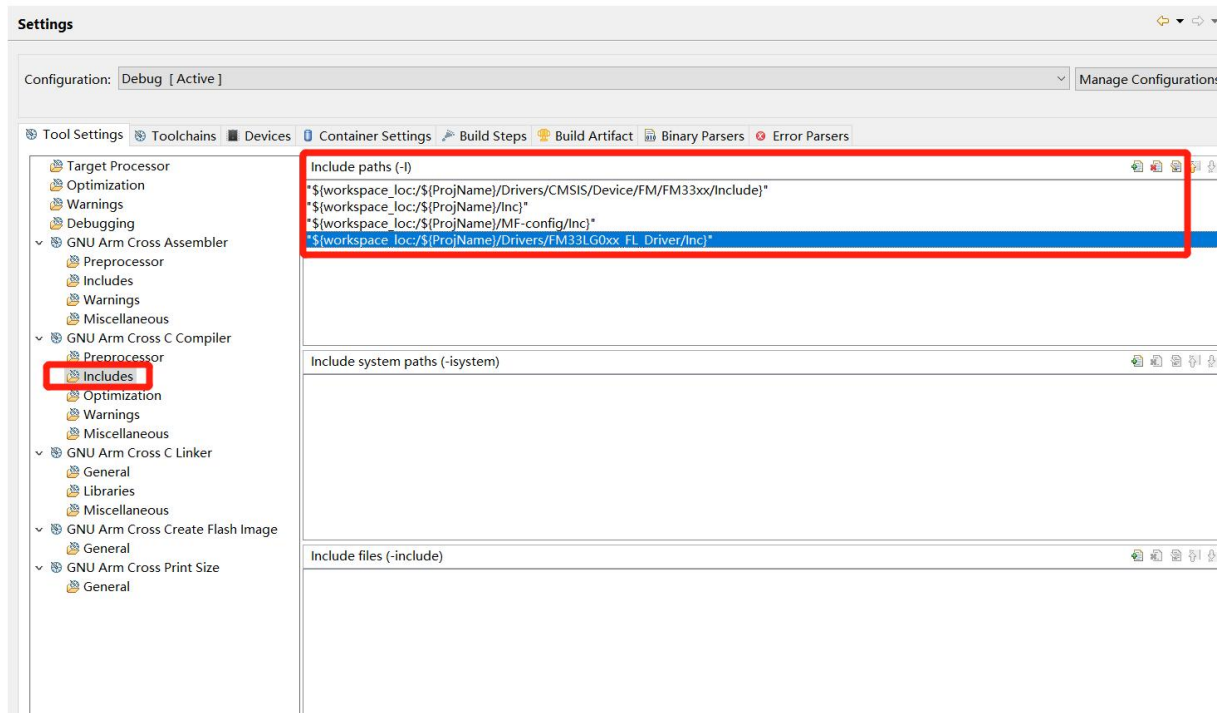 Settings
Configuration: Debug [ Active ]
Manage Configurations
Tool Settings Toolchains Devices Container Settings Build Steps Build Artifact Binary Parsers Error Parsers
Target Processor
Optimization
Warnings
Debugging
GNU Arm Cross Assembler
Preprocessor
Includes
Warnings
Miscellaneous
GNU Arm Cross C Compiler
Preprocessor
Includes
Optimization
Warnings
Miscellaneous
GNU Arm Cross C Linker
General
Libraries
Miscellaneous
GNU Arm Cross Create Flash Image
General
GNU Arm Cross Print Size
General
Include paths (-I)
"${workspace_loc:/${ProjName}/Drivers/CMSIS/Device/FM/FM33xx/Include}"
"${workspace_loc:/${ProjName}/Inc}"
"${workspace_loc:/${ProjName}/MF-config/Inc}"
"${workspace_loc:/${ProjName}/Drivers/FM33LG0xx_FL_Driver/Inc}"
Include system paths (-isystem)
Include files (-include)